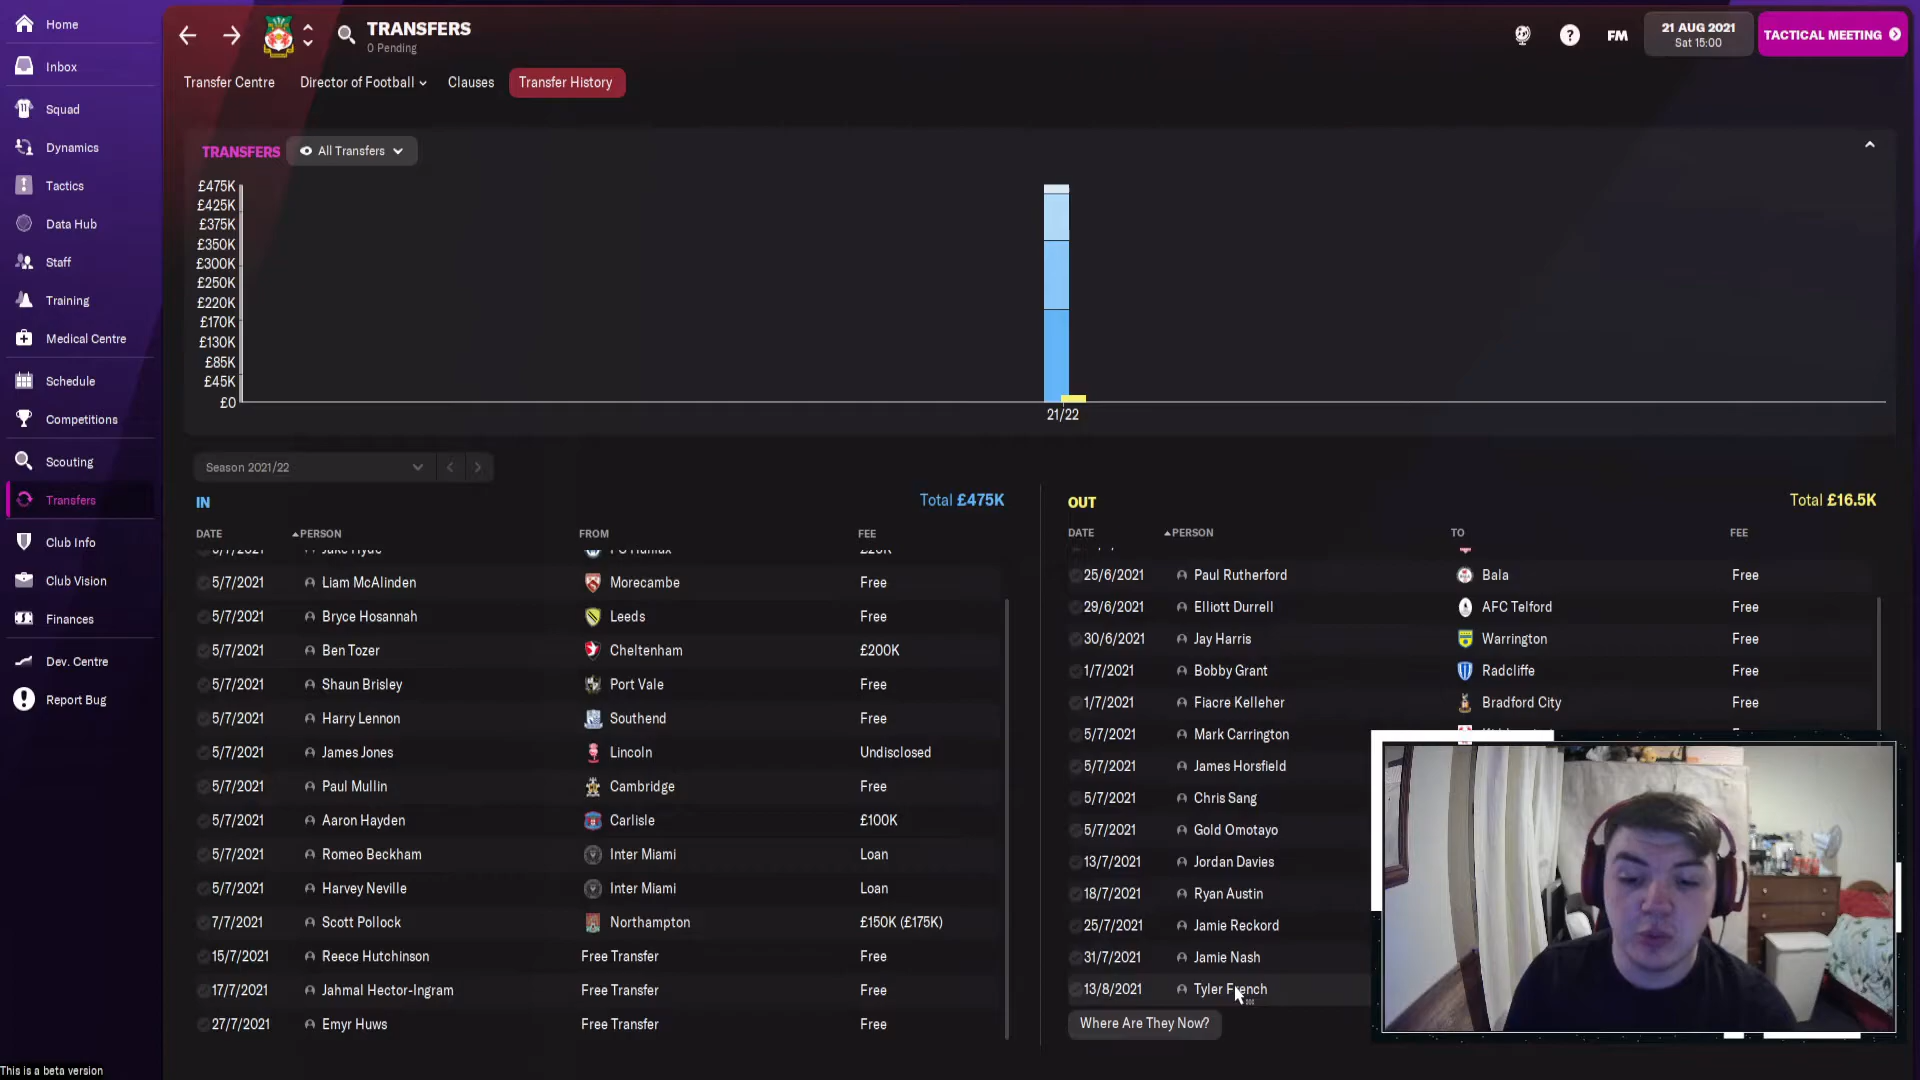 Home
Inbox
Squad
Dynamics
Tactics
Data Hub
Staff
Training
Medical Centre
Schedule
Competitions
Scouting
Transfers
Club Info
Club Vision
Finances
Dev. Centre
Report Bug
This is a beta version
TRANSFERS
0 Pending
FM
21 AUG 2021
Sat 15:00
TACTICAL MEETING
Transfer Centre Director of Football Clauses Transfer History
TRANSFERS All Transfers
£475K
£425K
£375K
£350K
£300K
£250K
£220K
£170K
£130K
£85K
£45K
£0
21/22
Season 2021/22
IN Total £475K
DATE PERSON FROM FEE
5/7/2021 Liam McAlinden Morecambe Free
5/7/2021 Bryce Hosannah Leeds Free
5/7/2021 Ben Tozer Cheltenham £200K
5/7/2021 Shaun Brisley Port Vale Free
5/7/2021 Harry Lennon Southend Free
5/7/2021 James Jones Lincoln Undisclosed
5/7/2021 Paul Mullin Cambridge Free
5/7/2021 Aaron Hayden Carlisle £100K
5/7/2021 Romeo Beckham Inter Miami Loan
5/7/2021 Harvey Neville Inter Miami Loan
7/7/2021 Scott Pollock Northampton £150K (£175K)
15/7/2021 Reece Hutchinson Free Transfer Free
17/7/2021 Jahmal Hector-Ingram Free Transfer Free
27/7/2021 Emyr Huws Free Transfer Free
OUT Total £16.5K
DATE PERSON TO FEE
25/6/2021 Paul Rutherford Bala Free
29/6/2021 Elliott Durrell AFC Telford Free
30/6/2021 Jay Harris Warrington Free
1/7/2021 Bobby Grant Radcliffe Free
1/7/2021 Fiacre Kelleher Bradford City Free
5/7/2021 Mark Carrington
5/7/2021 James Horsfield
5/7/2021 Chris Sang
5/7/2021 Gold Omotayo
13/7/2021 Jordan Davies
18/7/2021 Ryan Austin
25/7/2021 Jamie Reckord
31/7/2021 Jamie Nash
13/8/2021 Tyler French
Where Are They Now?